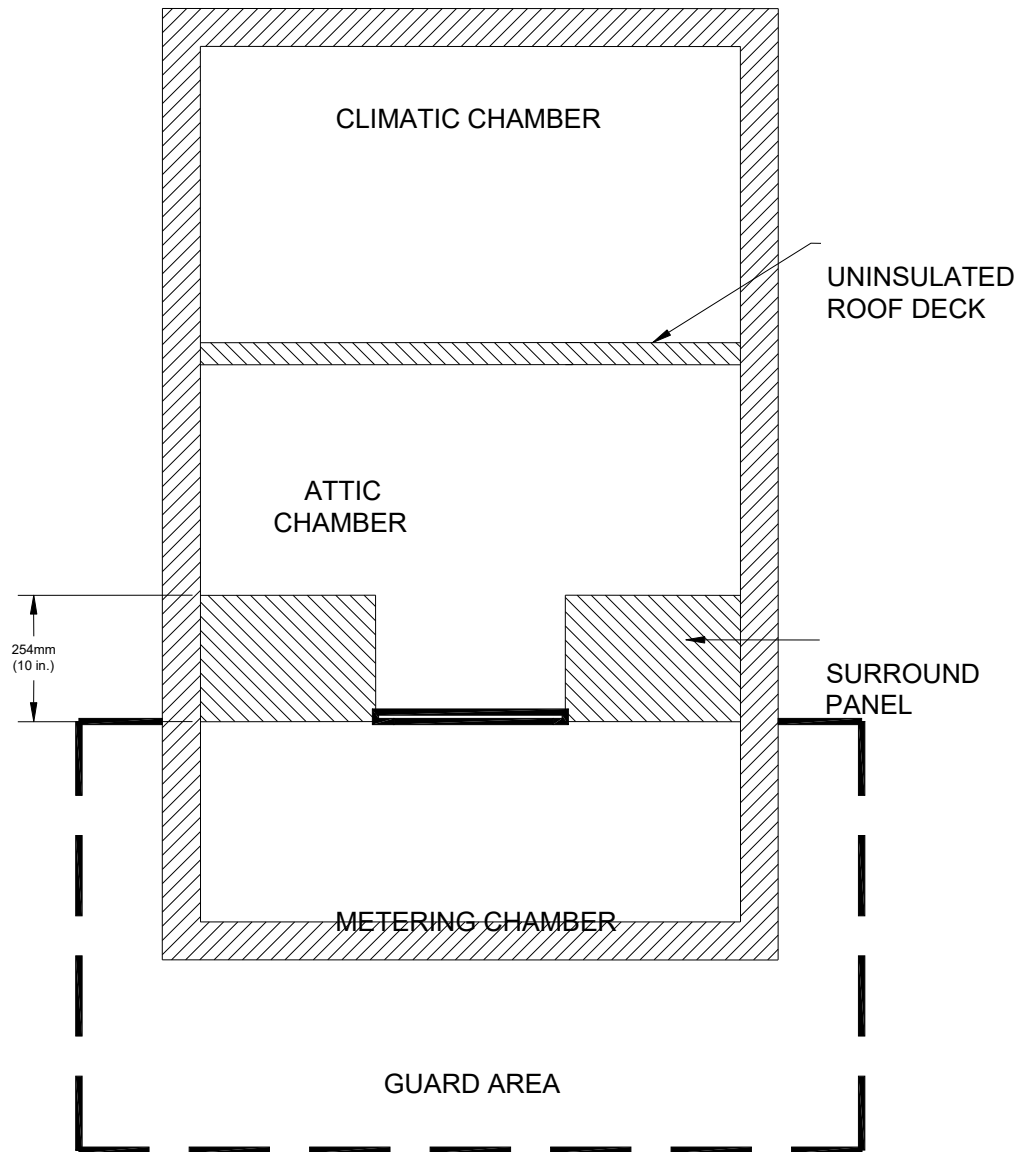 CLIMATIC CHAMBER
UNINSULATED
ROOF DECK
ATTIC
CHAMBER
254mm
(10 in.)
SURROUND
PANEL
METERING CHAMBER
GUARD AREA